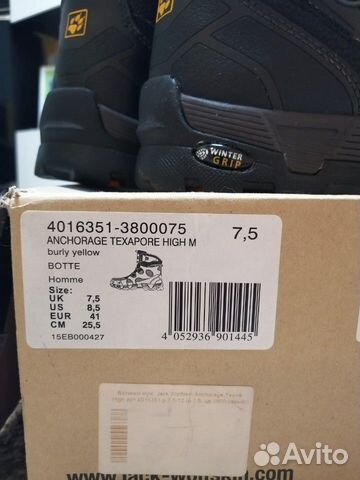 WINTER
GRIP
4016351-3800075
7,5
ANCHORAGE TEXAPORE HIGH M
burly yellow
BOTTE
Homme
Size:
UK 7,5
US 8,5
EUR 41
CM 25,5
15EB000427
4 052936 901445
Avito